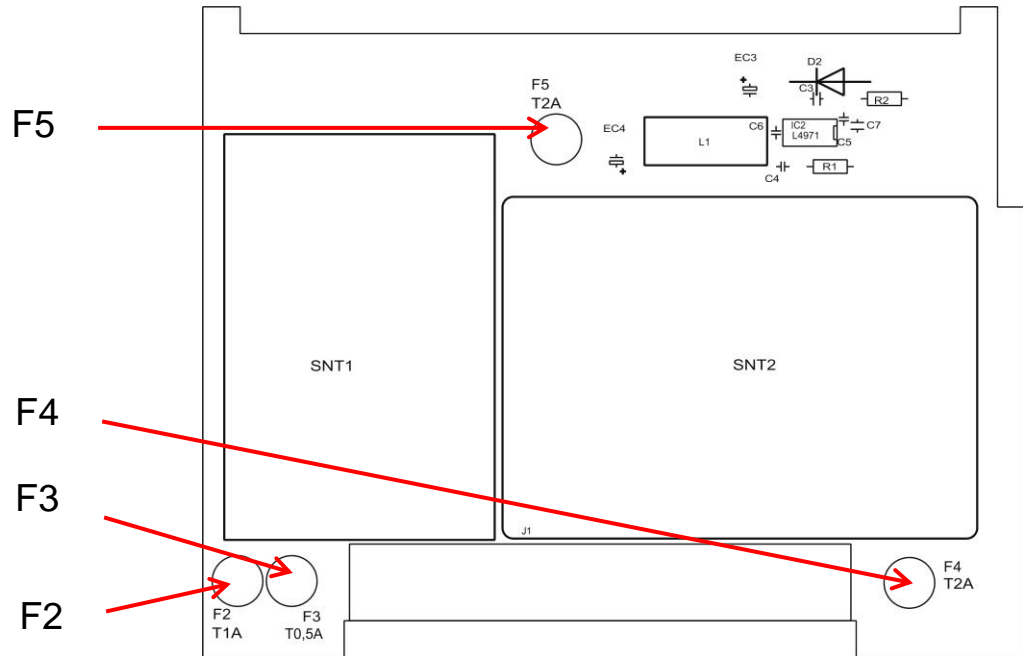 EC3
D2
F5
T2A
C3
R2
F5
EC4
C6
IC2
L4971
C7
L1
C5
C4
R1
SNT1
SNT2
F4
F3
J1
F4
T2A
F2
F2
T1A
F3
T0,5A